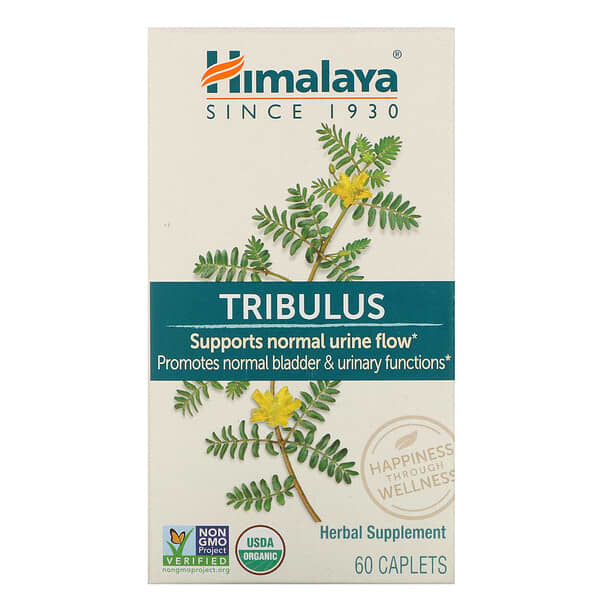 Himalaya®
SINCE 1930
TRIBULUS
Supports normal urine flow*
Promotes normal bladder & urinary functions*
HAPPINESS
THROUGH
WELLNESS
NON
GMO
Project
VERIFIED
nongmoproject.org
USDA
ORGANIC
Herbal Supplement
60 CAPLETS